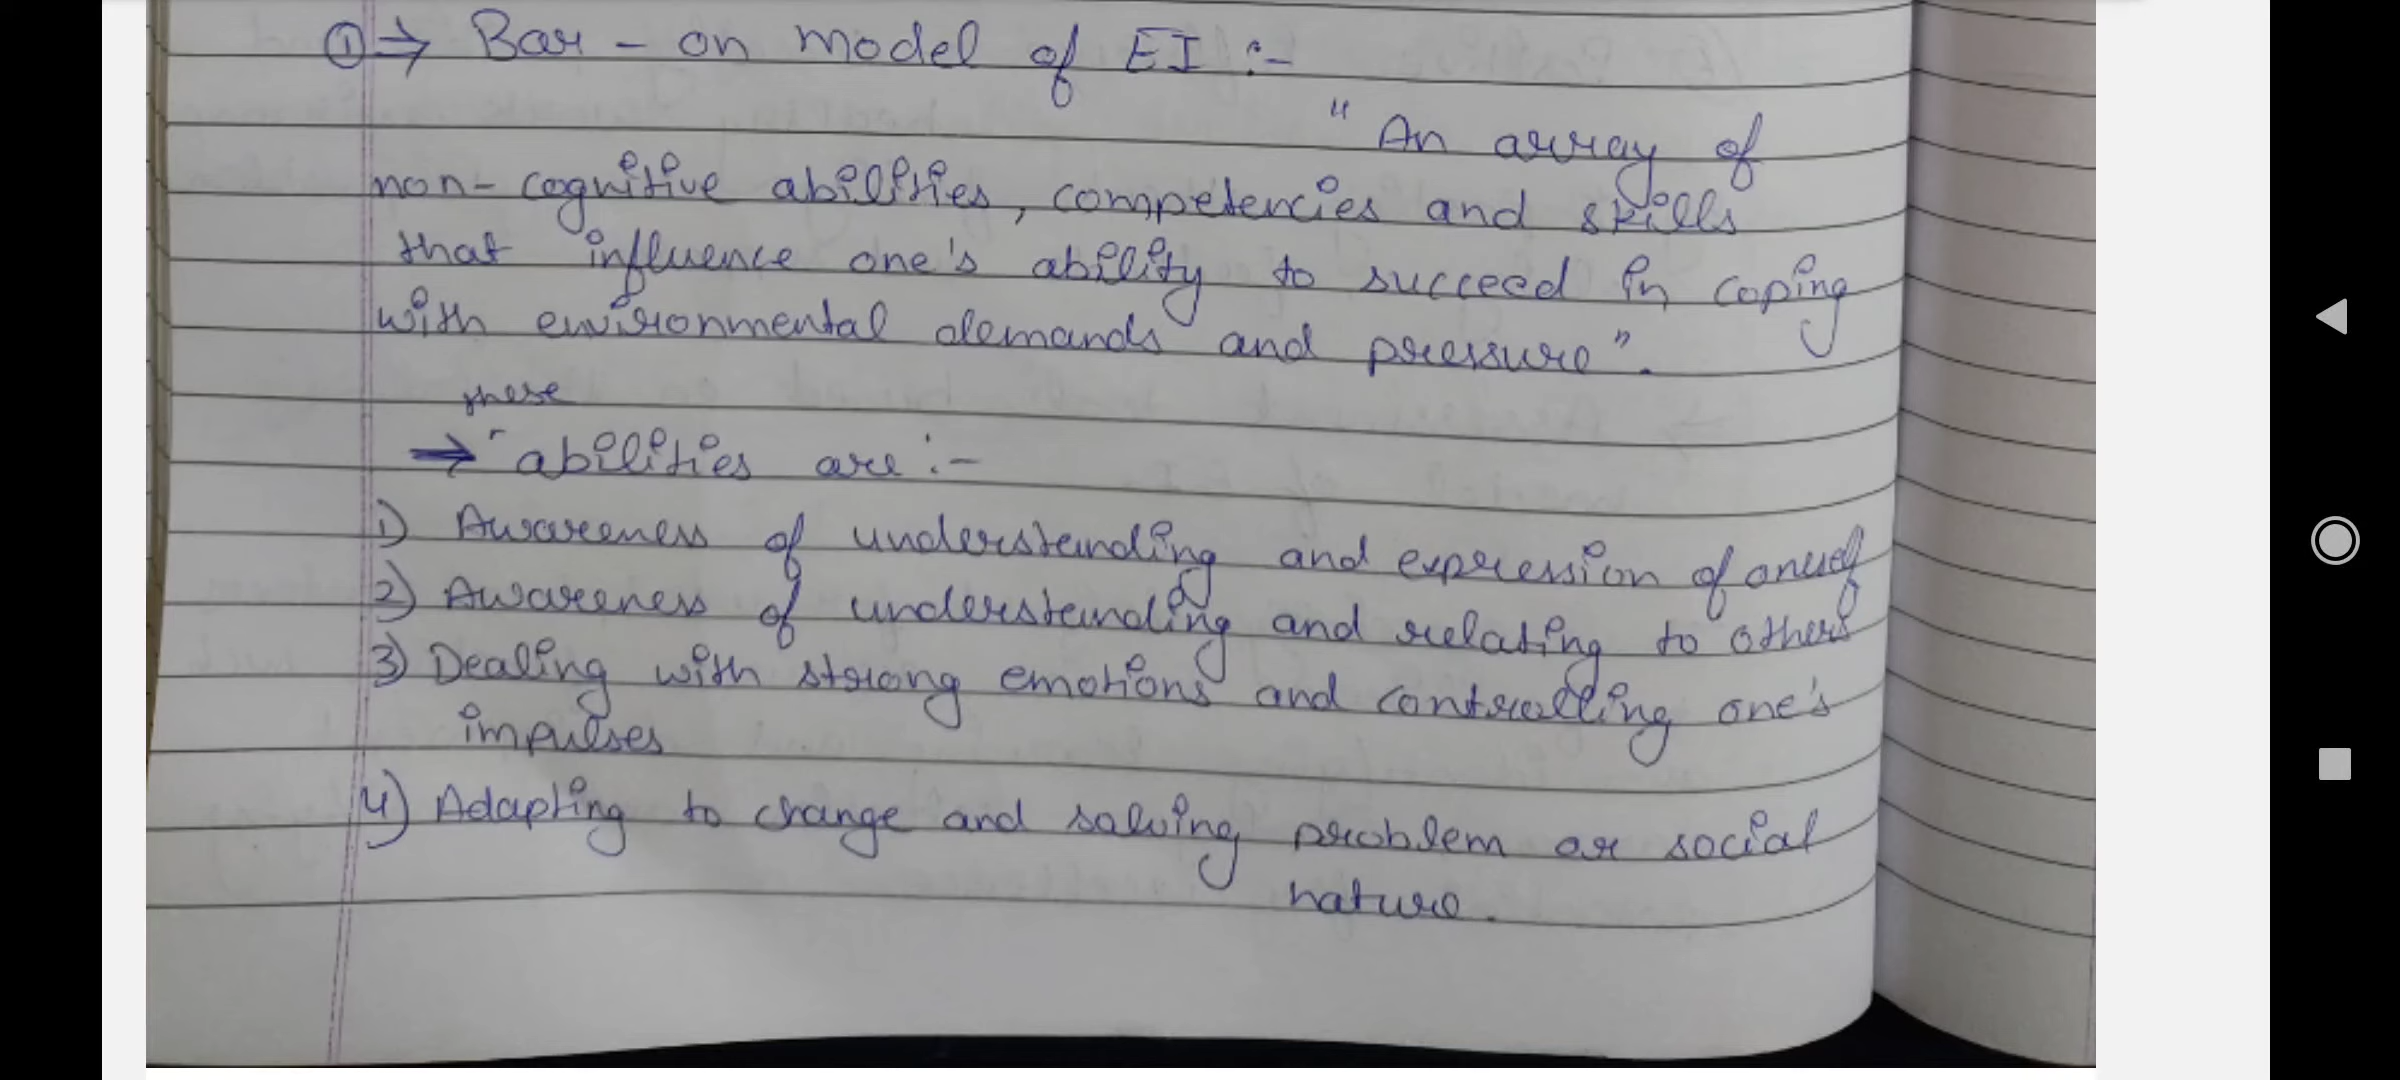 ① → Bar - on model of EI :-
" An array of
non- cognitive abilities, competencies and skills
that influence one's ability to succeed in coping
with environmental demands and pressure".
these
→ abilities are :-
1) Awareness of understanding and expression of
2) Awareness of understanding and relating to others
3) Dealing with strong emotions and controlling one's
impulses
4) Adapting to change and solving problem or social
nature.